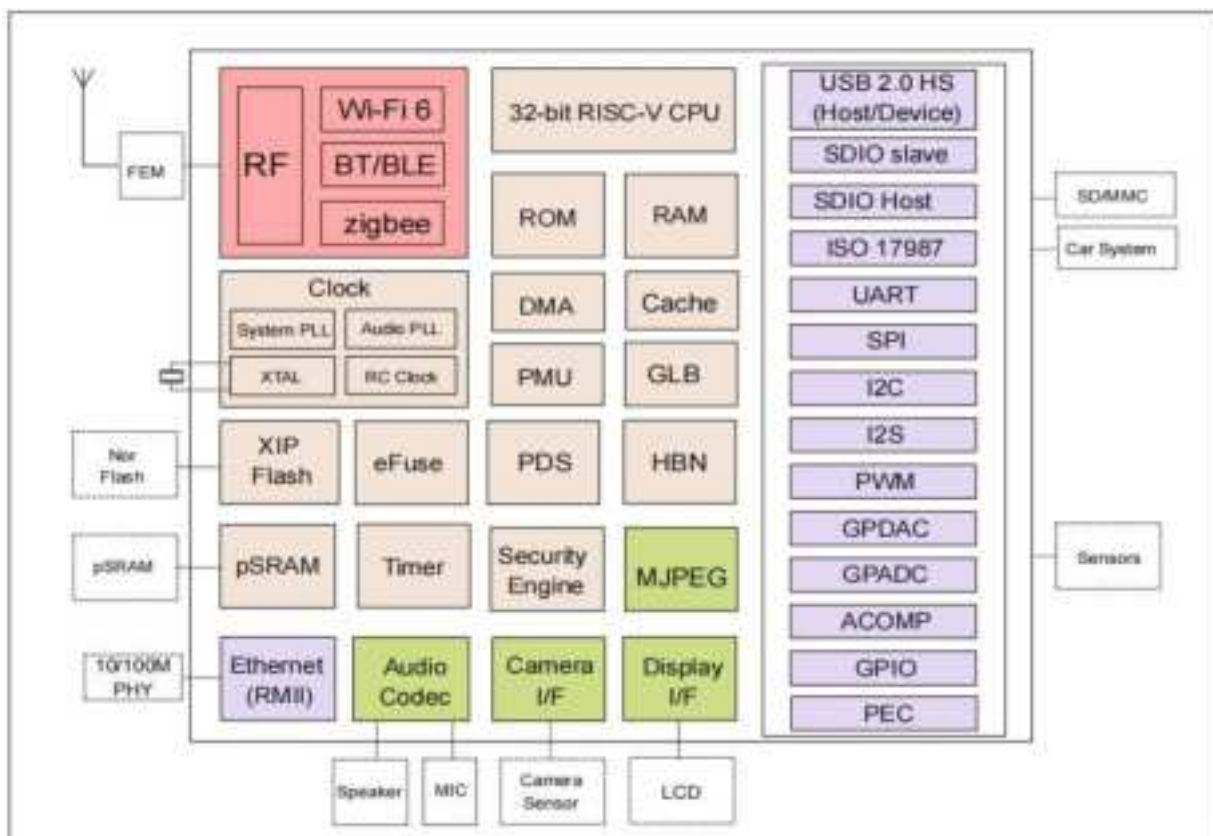 FEM
RF
Wi-Fi 6
BT/BLE
zigbee
32-bit RISC-V CPU
ROM
RAM
Clock
System PLL
Audio PLL
XTAL
RC Clock
DMA
Cache
PMU
GLB
Nor
Flash
XIP
Flash
eFuse
PDS
HBN
pSRAM
pSRAM
Timer
Security
Engine
MJPEG
10/100M
PHY
Ethernet
(RMII)
Audio
Codec
Camera
I/F
Display
I/F
Speaker
MIC
Camera
Sensor
LCD
USB 2.0 HS
(Host/Device)
SDIO slave
SDIO Host
ISO 17987
UART
SPI
I2C
I2S
PWM
GPDAC
GPADC
ACOMP
GPIO
PEC
SD/MMC
Car System
Sensors